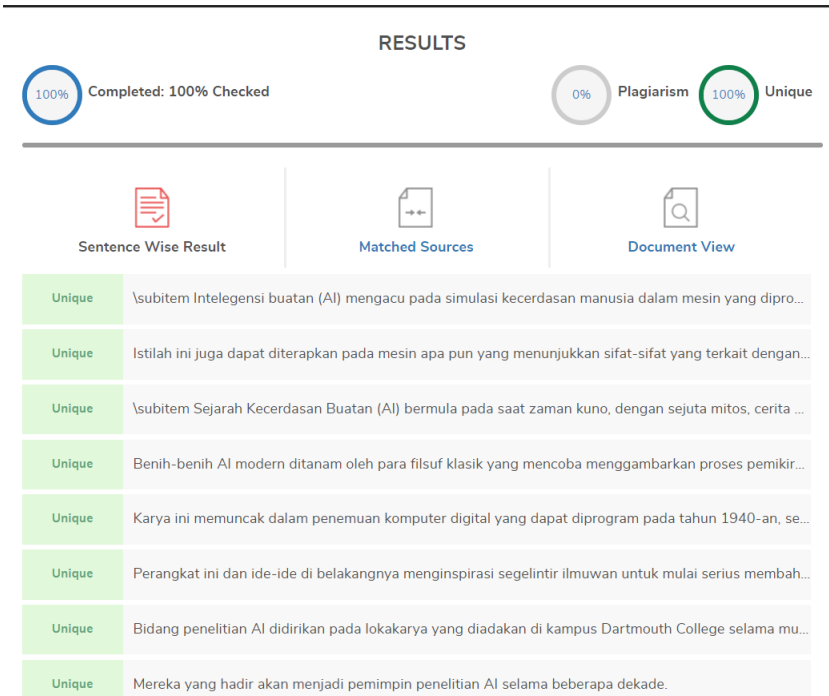 RESULTS
100% Completed: 100% Checked 0% Plagiarism 100% Unique
Sentence Wise Result Matched Sources Document View
Unique \subitem Intelegensi buatan (AI) mengacu pada simulasi kecerdasan manusia dalam mesin yang dipro...
Unique Istilah ini juga dapat diterapkan pada mesin apa pun yang menunjukkan sifat-sifat yang terkait dengan...
Unique \subitem Sejarah Kecerdasan Buatan (AI) bermula pada saat zaman kuno, dengan sejuta mitos, cerita ...
Unique Benih-benih AI modern ditanam oleh para filsuf klasik yang mencoba menggambarkan proses pemikir...
Unique Karya ini memuncak dalam penemuan komputer digital yang dapat diprogram pada tahun 1940-an, se...
Unique Perangkat ini dan ide-ide di belakangnya menginspirasi segelintir ilmuwan untuk mulai serius membah...
Unique Bidang penelitian AI didirikan pada lokakarya yang diadakan di kampus Dartmouth College selama mu...
Unique Mereka yang hadir akan menjadi pemimpin penelitian AI selama beberapa dekade.